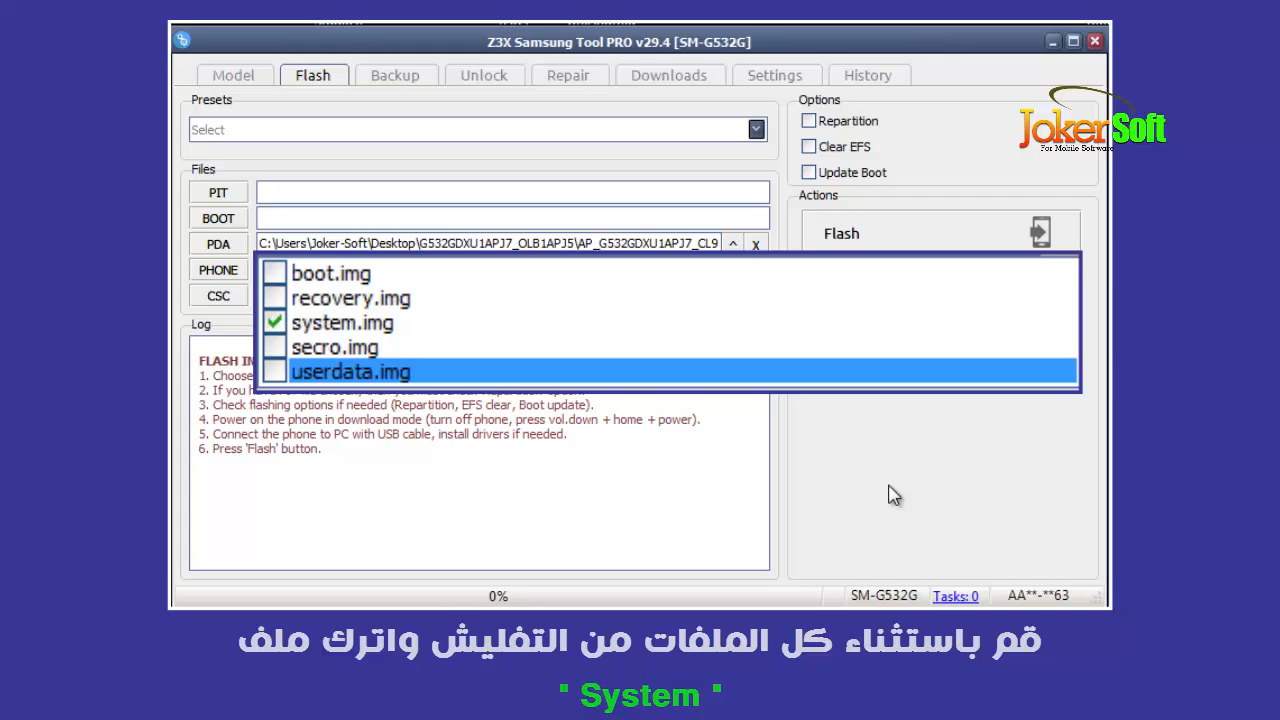 Z3X Samsung Tool PRO v29.4 [SM-G532G]
Model Flash Backup Unlock Repair Downloads Settings History
Presets
Select
Options
Repartition
Clear EFS
Update Boot
JokerSoft
For Mobile Software
Files
PIT
BOOT
PDA C:\Users\Joker-Soft\Desktop\G532GDXU1APJ7_OLB1APJ5\AP_G532GDXU1APJ7_CL9 ^ X
PHONE
CSC
Actions
Flash
boot.img
recovery.img
system.img
secro.img
userdata.img
Log
FLASH
1. Choose
2. If you
3. Check flashing options if needed (Repartition, EFS clear, Boot update).
4. Power on the phone in download mode (turn off phone, press vol.down + home + power).
5. Connect the phone to PC with USB cable, install drivers if needed.
6. Press 'Flash' button.
0% SM-G532G Tasks: 0 AA**-**63
قم باستثناء كل الملفات من التفليش واترك ملف
" System "